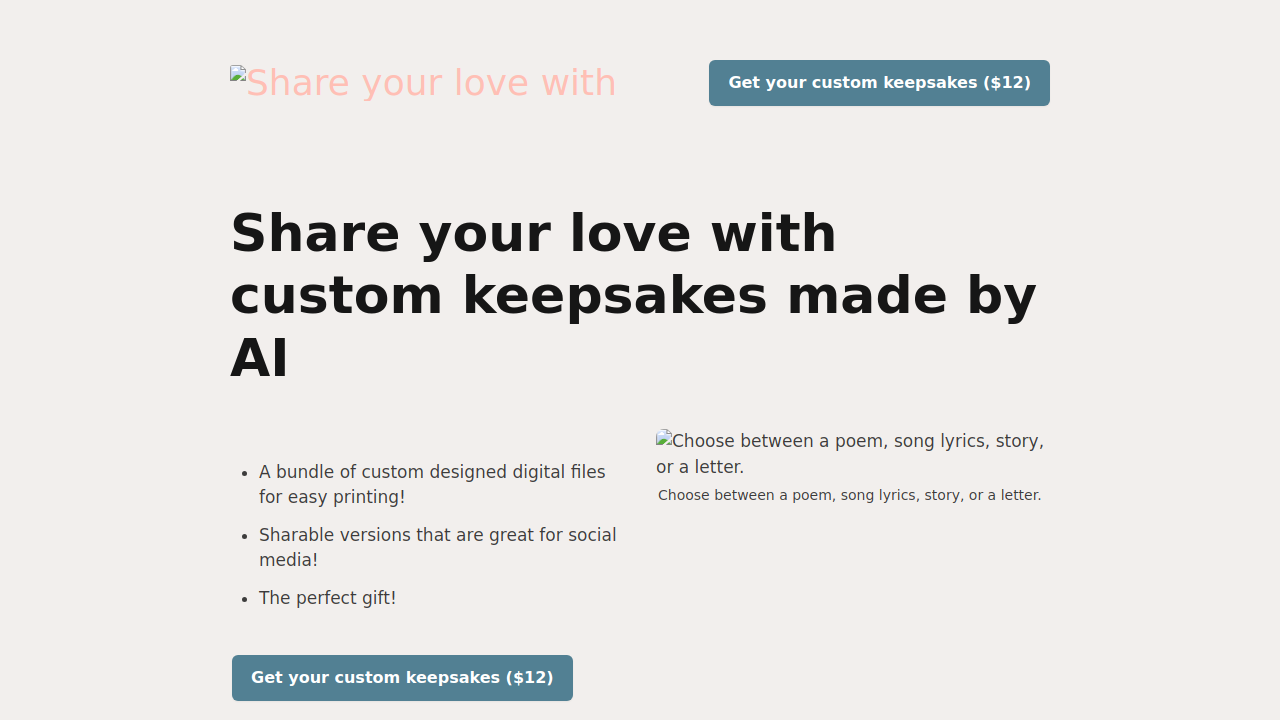 Share your love with
Get your custom keepsakes ($12)
Share your love with
custom keepsakes made by
AI
A bundle of custom designed digital files
for easy printing!
Sharable versions that are great for social
media!
The perfect gift!
Get your custom keepsakes ($12)
Choose between a poem, song lyrics, story,
or a letter.
Choose between a poem, song lyrics, story, or a letter.